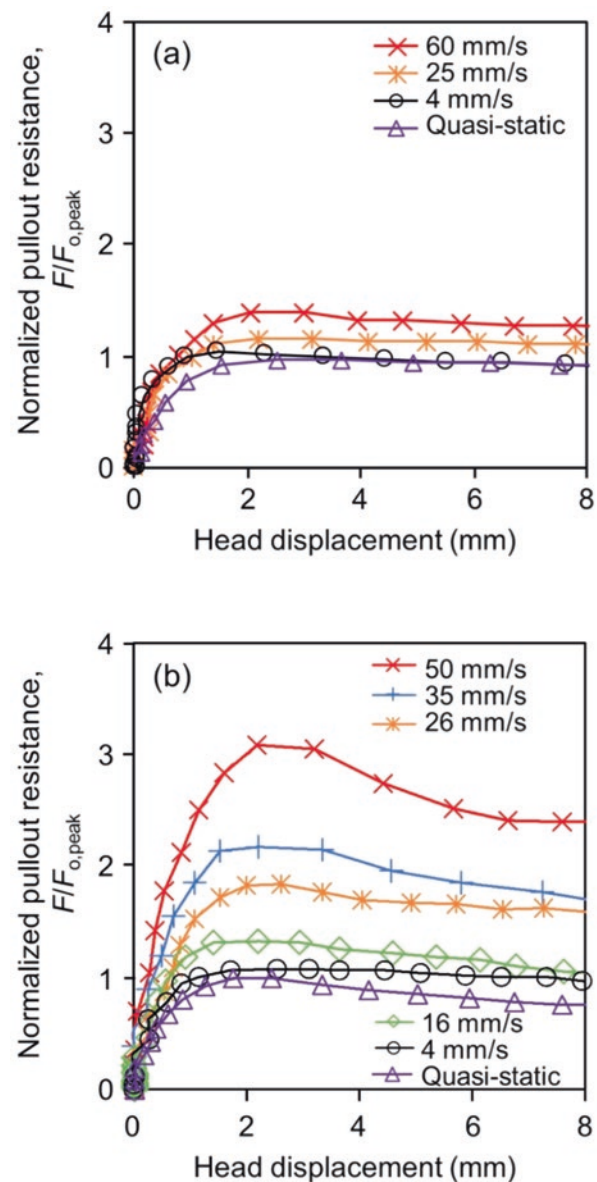 4
(a)
60 mm/s
25 mm/s
4 mm/s
Quasi-static
3
2
1
0
Normalized pullout resistance,
F/Fo,peak
0 2 4 6 8
Head displacement (mm)
4
(b)
50 mm/s
35 mm/s
26 mm/s
3
2
1
0
Normalized pullout resistance,
F/Fo,peak
16 mm/s
4 mm/s
Quasi-static
0 2 4 6 8
Head displacement (mm)